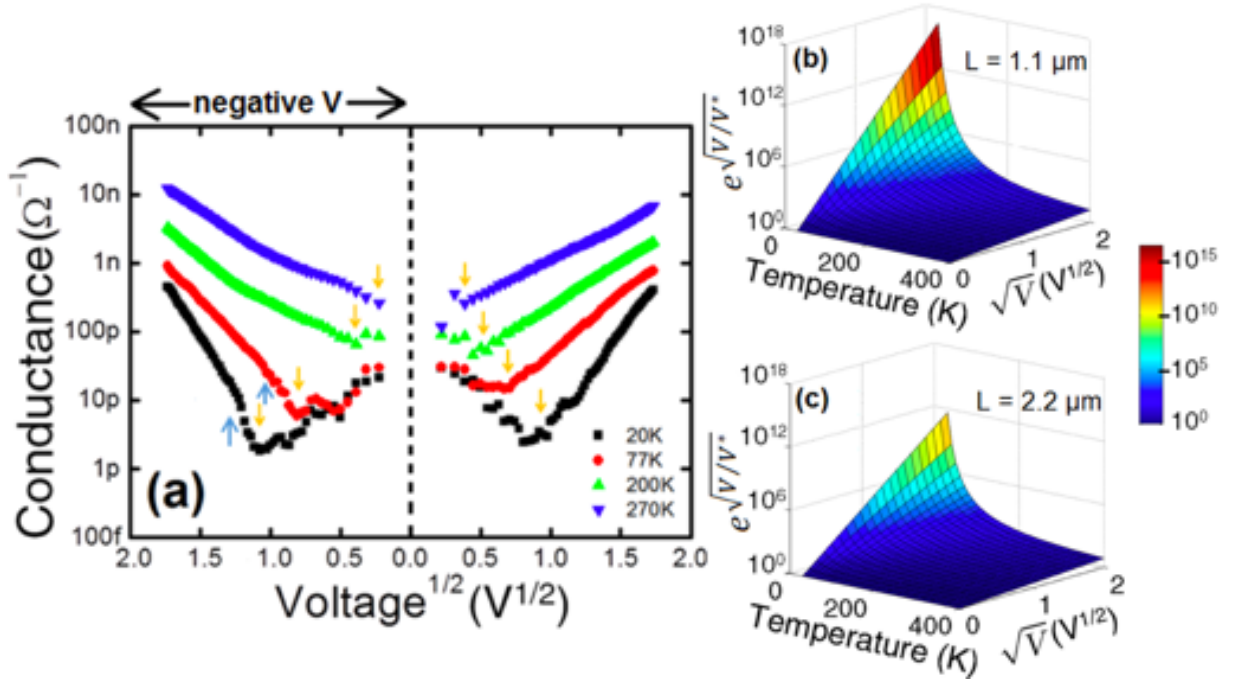 negative V
100n
10n
1n
100p
10p
1p
100f
Conductance(Ω⁻¹)
(a)
20K
77K
200K
270K
2.0 1.5 1.0 0.5 0.0 0.5 1.0 1.5 2.0
Voltage^1/2 (V^1/2)
(b)
L = 1.1 μm
10^18
10^12
10^6
10^0
e^√V/V*
0 200 400
Temperature (K)
0 1 2
√V (V^1/2)
(c)
L = 2.2 μm
10^18
10^12
10^6
10^0
e^√V/V*
0 200 400
Temperature (K)
0 1 2
√V (V^1/2)
10^15
10^10
10^5
10^0